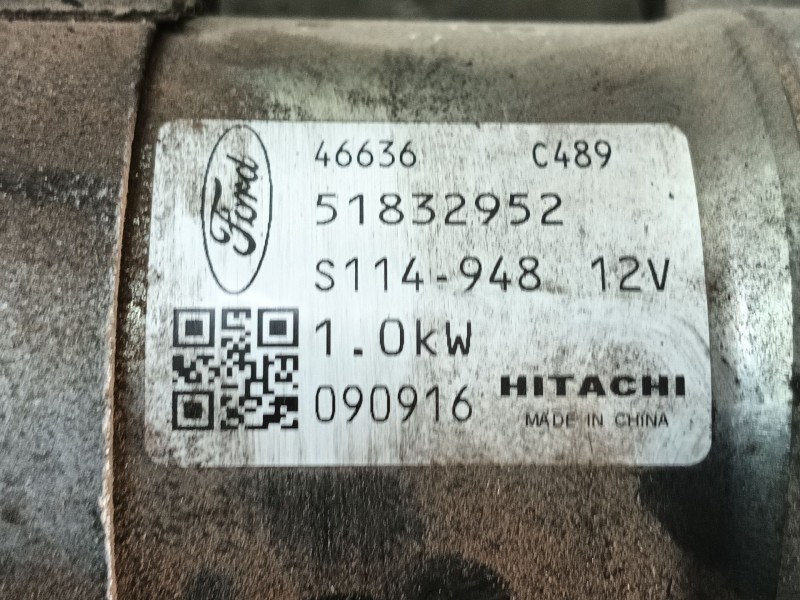 Ford
46636 C489
51832952
S114-948 12V
1.0kW
090916 HITACHI
MADE IN CHINA